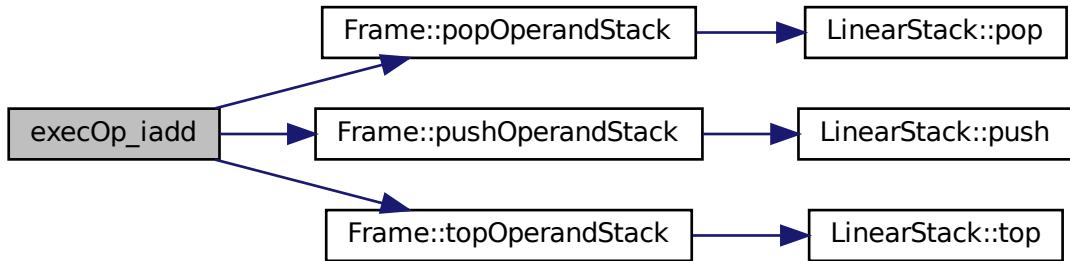 Frame::popOperandStack
LinearStack::pop
execOp_iadd
Frame::pushOperandStack
LinearStack::push
Frame::topOperandStack
LinearStack::top